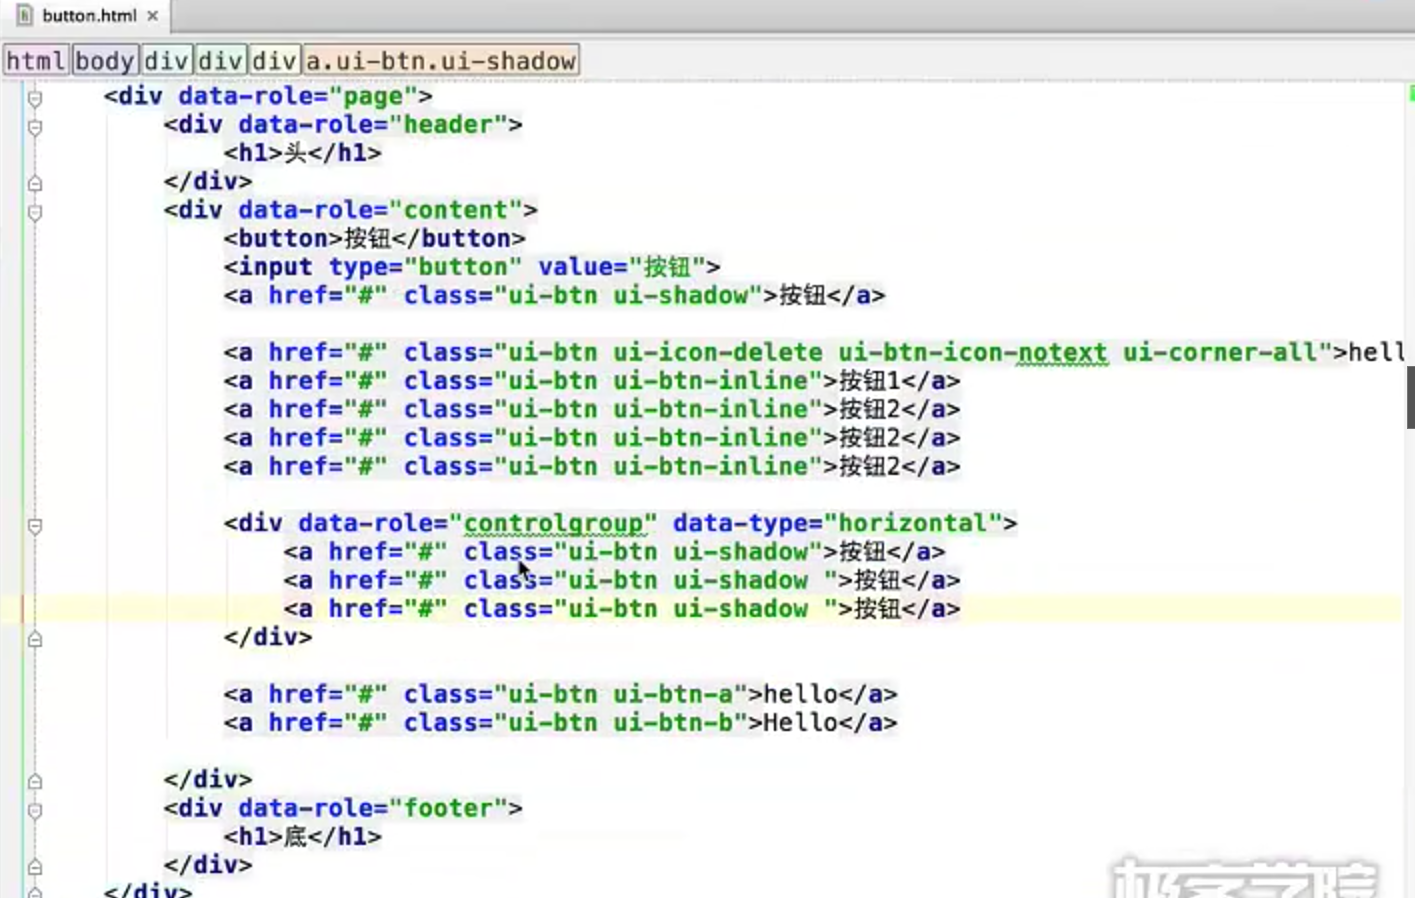 button.html
html body div div div a.ui-btn.ui-shadow
<div data-role="page">
<div data-role="header">
<h1>头</h1>
</div>
<div data-role="content">
<button>按钮</button>
<input type="button" value="按钮">
<a href="#" class="ui-btn ui-shadow">按钮</a>
<a href="#" class="ui-btn ui-icon-delete ui-btn-icon-notext ui-corner-all">hell
<a href="#" class="ui-btn ui-btn-inline">按钮1</a>
<a href="#" class="ui-btn ui-btn-inline">按钮2</a>
<a href="#" class="ui-btn ui-btn-inline">按钮2</a>
<a href="#" class="ui-btn ui-btn-inline">按钮2</a>
<div data-role="controlgroup" data-type="horizontal">
<a href="#" class="ui-btn ui-shadow">按钮</a>
<a href="#" class="ui-btn ui-shadow ">按钮</a>
<a href="#" class="ui-btn ui-shadow ">按钮</a>
</div>
<a href="#" class="ui-btn ui-btn-a">hello</a>
<a href="#" class="ui-btn ui-btn-b">Hello</a>
</div>
<div data-role="footer">
<h1>底</h1>
</div>
</div>
极客学院